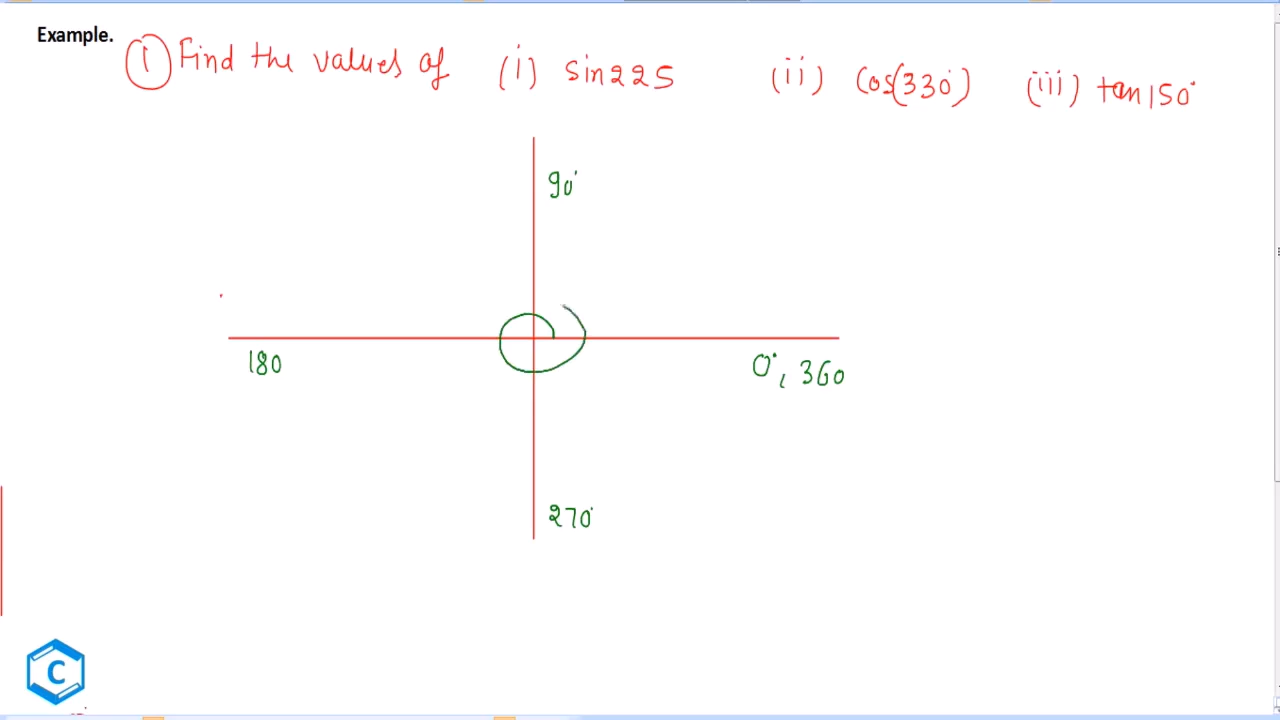 Example.
① Find the values of (i) sin225 (ii) cos(330°) (iii) tan150°
90°
180
0°, 360
270°
C